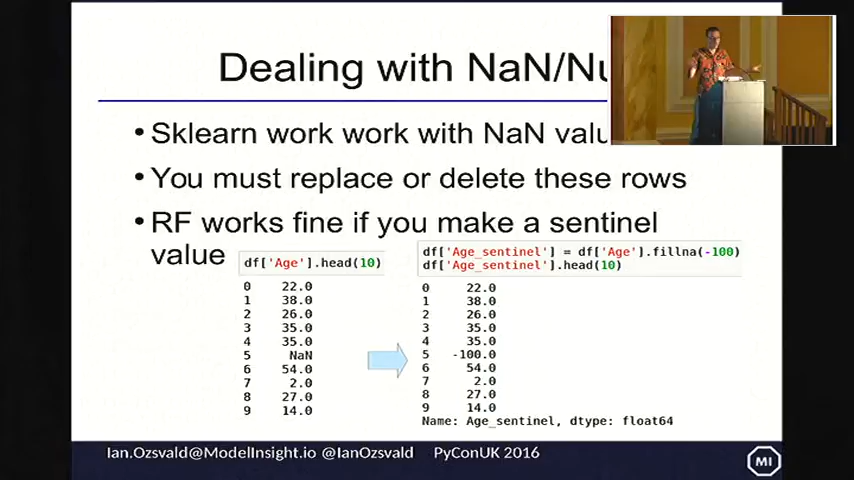 Dealing with NaN/Nu
• Sklearn work work with NaN valu
• You must replace or delete these rows
• RF works fine if you make a sentinel
value
df['Age'].head(10)
0 22.0
1 38.0
2 26.0
3 35.0
4 35.0
5 NaN
6 54.0
7 2.0
8 27.0
9 14.0
df['Age_sentinel'] = df['Age'].fillna(-100)
df['Age_sentinel'].head(10)
0 22.0
1 38.0
2 26.0
3 35.0
4 35.0
5 -100.0
6 54.0
7 2.0
8 27.0
9 14.0
Name: Age_sentinel, dtype: float64
Ian.Ozsvald@ModelInsight.io @IanOzsvald PyConUK 2016
MI